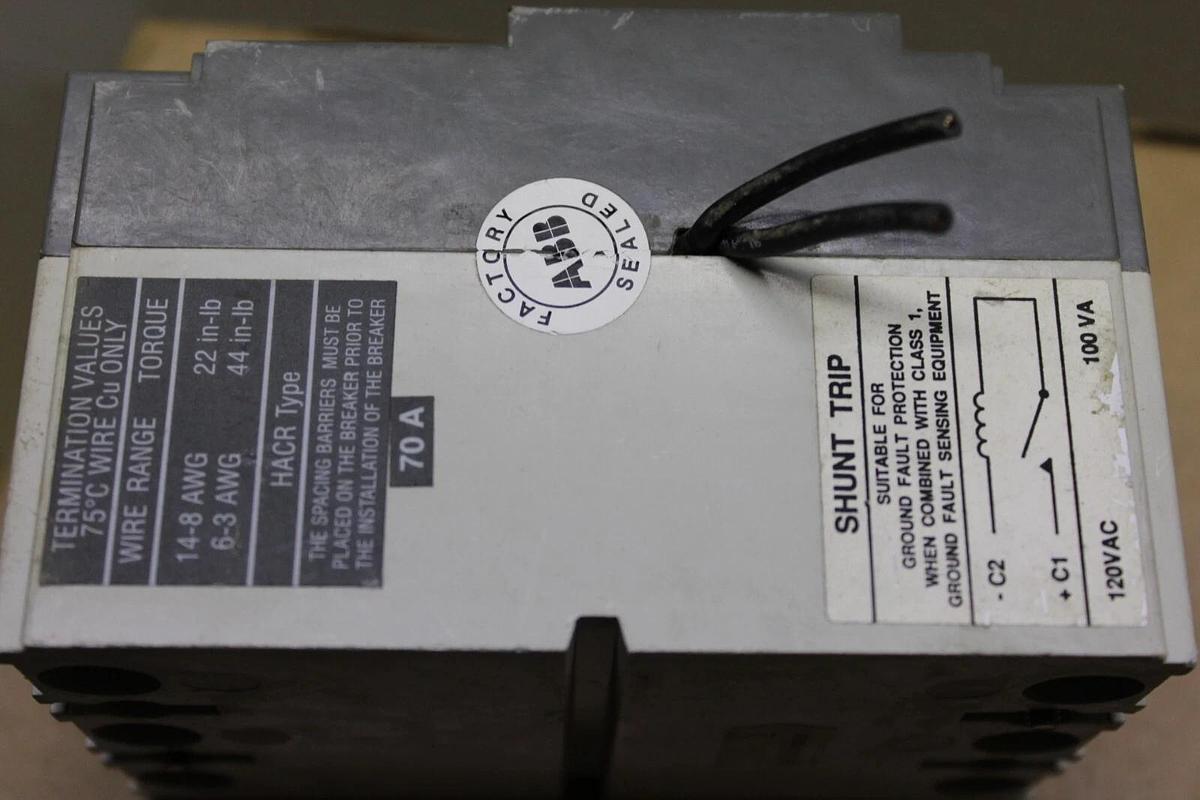 TERMINATION VALUES
75°C WIRE Cu ONLY
WIRE RANGE TORQUE
14-8 AWG 22 in-lb
6-3 AWG 44 in-lb
HACR Type
THE SPACING BARRIERS MUST BE
PLACED ON THE BREAKER PRIOR TO
THE INSTALLATION OF THE BREAKER
70 A
FACTORY
ABB
SEALED
SHUNT TRIP
SUITABLE FOR
GROUND FAULT PROTECTION
WHEN COMBINED WITH CLASS 1,
GROUND FAULT SENSING EQUIPMENT
- C2
+ C1
120VAC 100 VA